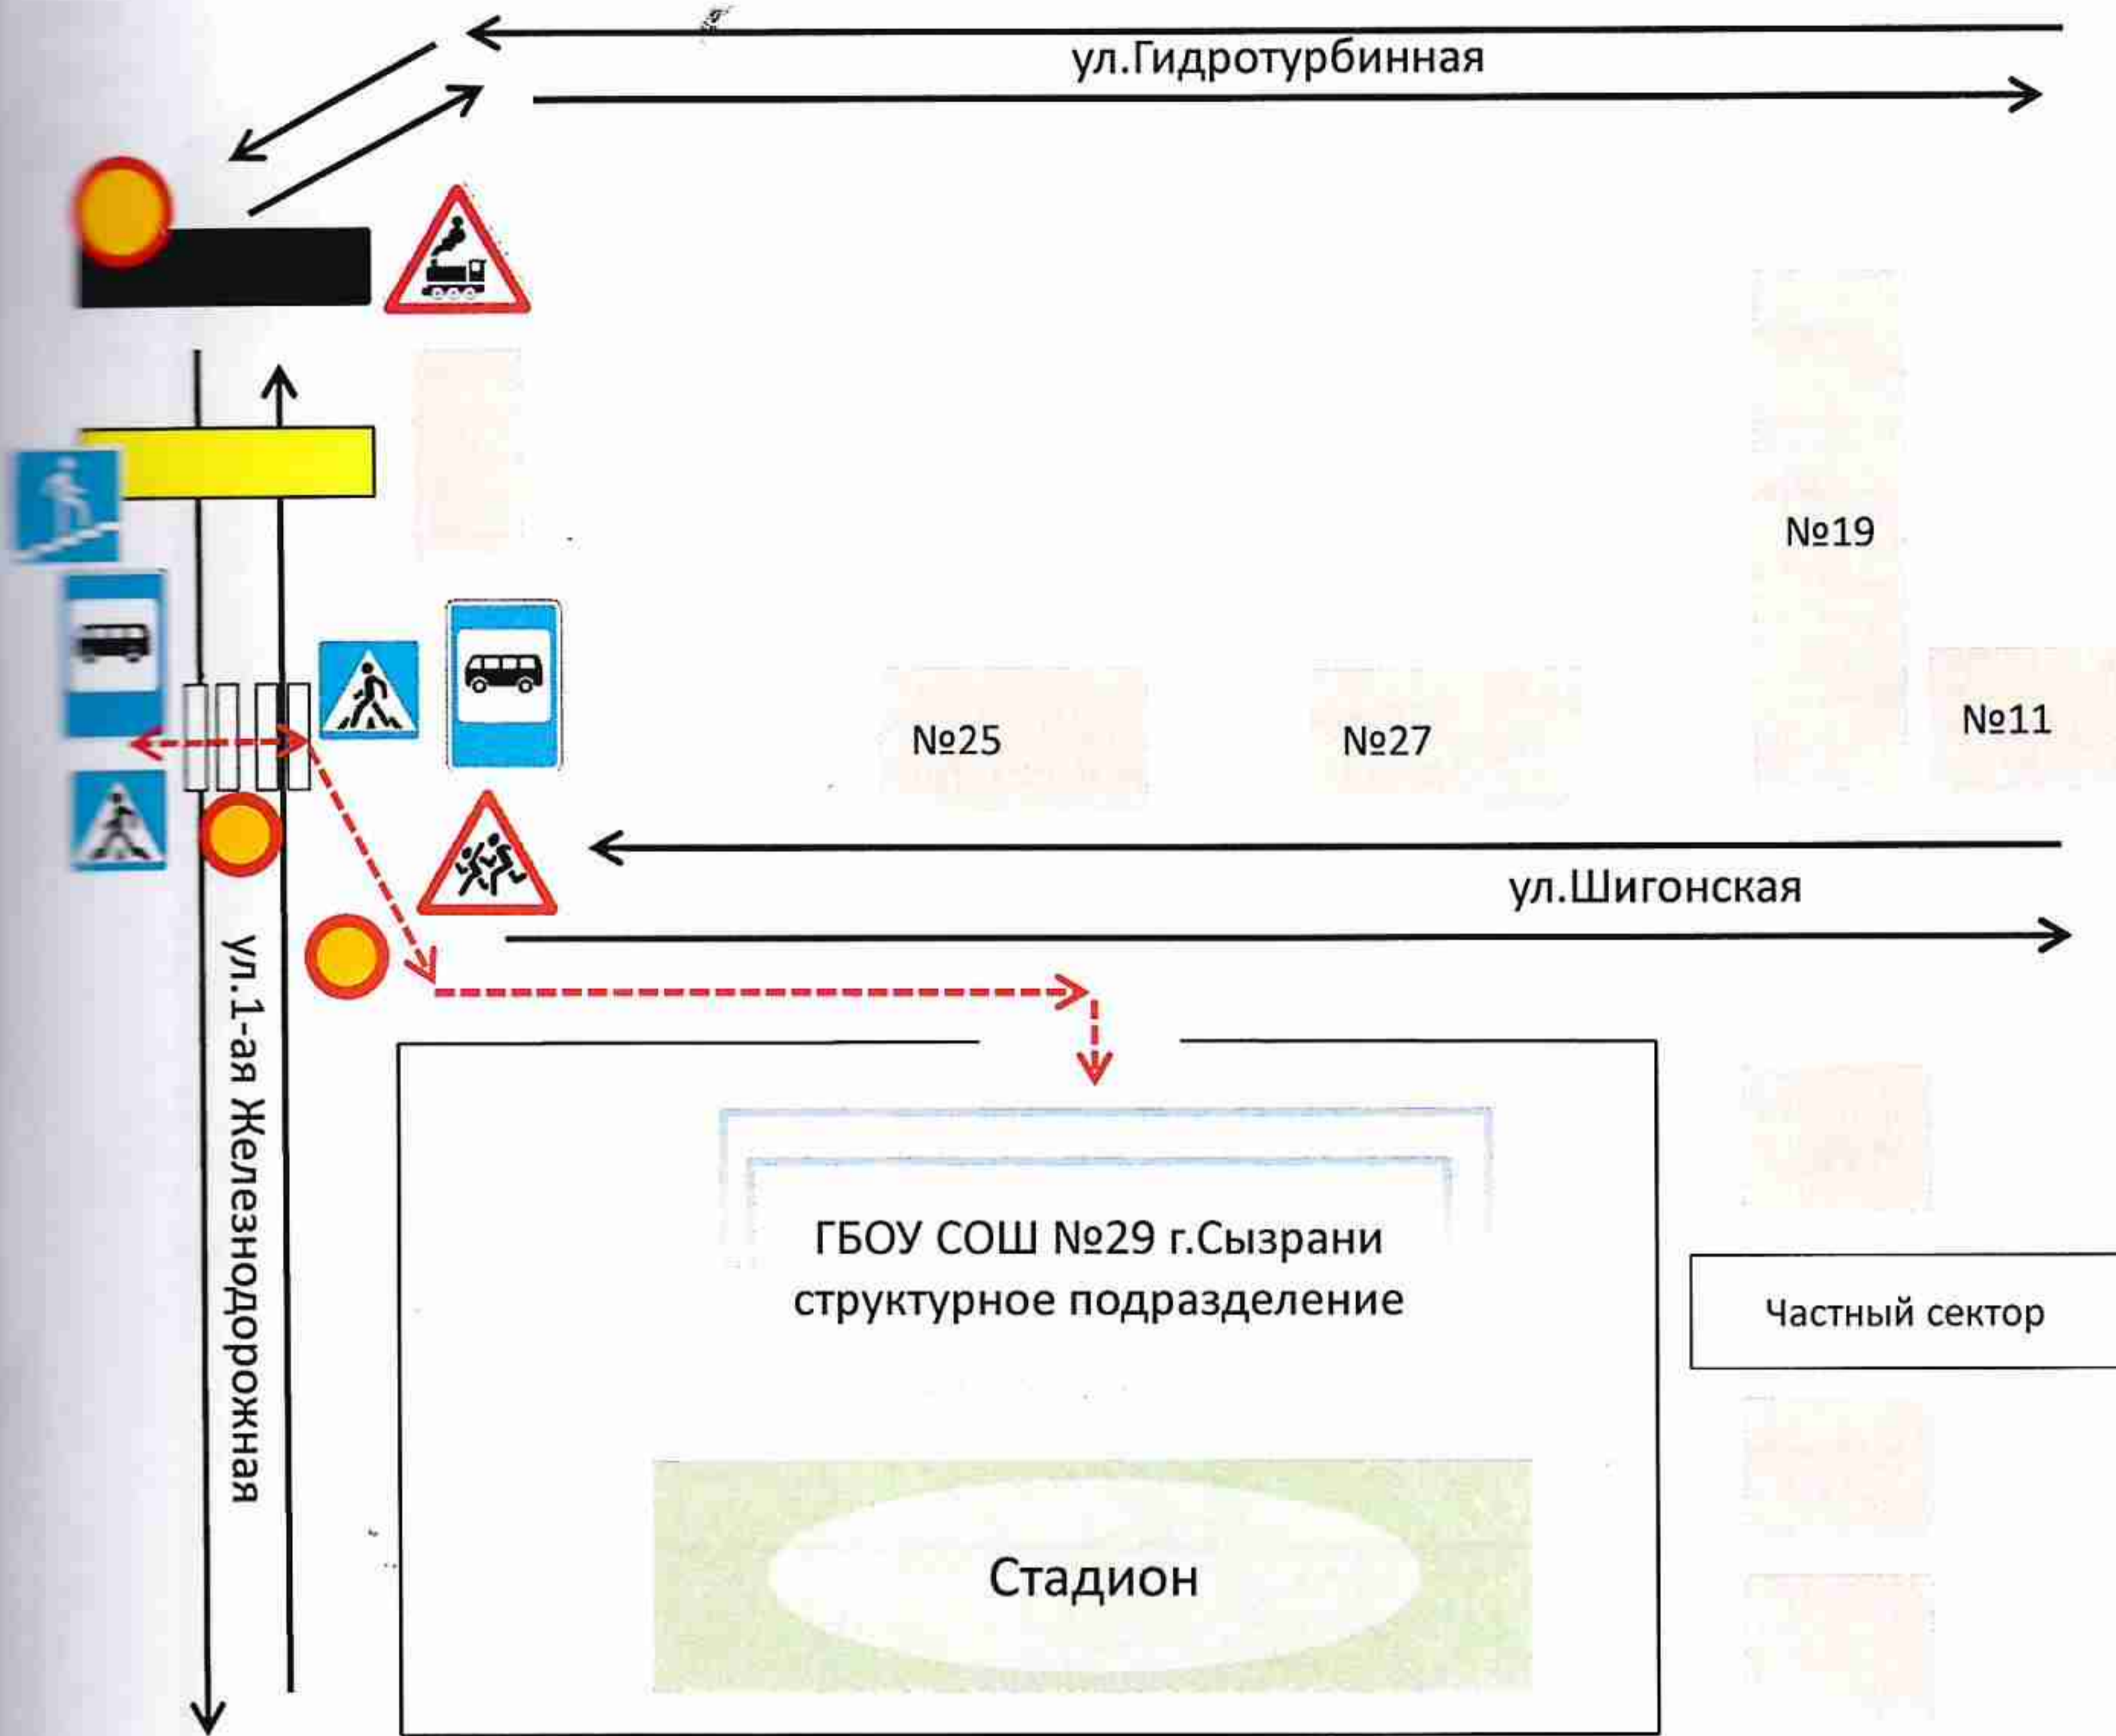 ул.Гидротурбинная
№19
№11
№25
№27
ул.Шигонская
ул.1-ая Железнодорожная
ГБОУ СОШ №29 г.Сызрани
структурное подразделение
Частный сектор
Стадион